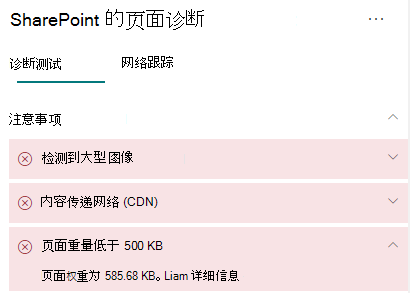 SharePoint 的页面诊断
诊断测试 网络跟踪
注意事项
检测到大型图像
内容传递网络 (CDN)
页面重量低于 500 KB
页面权重为 585.68 KB。Liam 详细信息